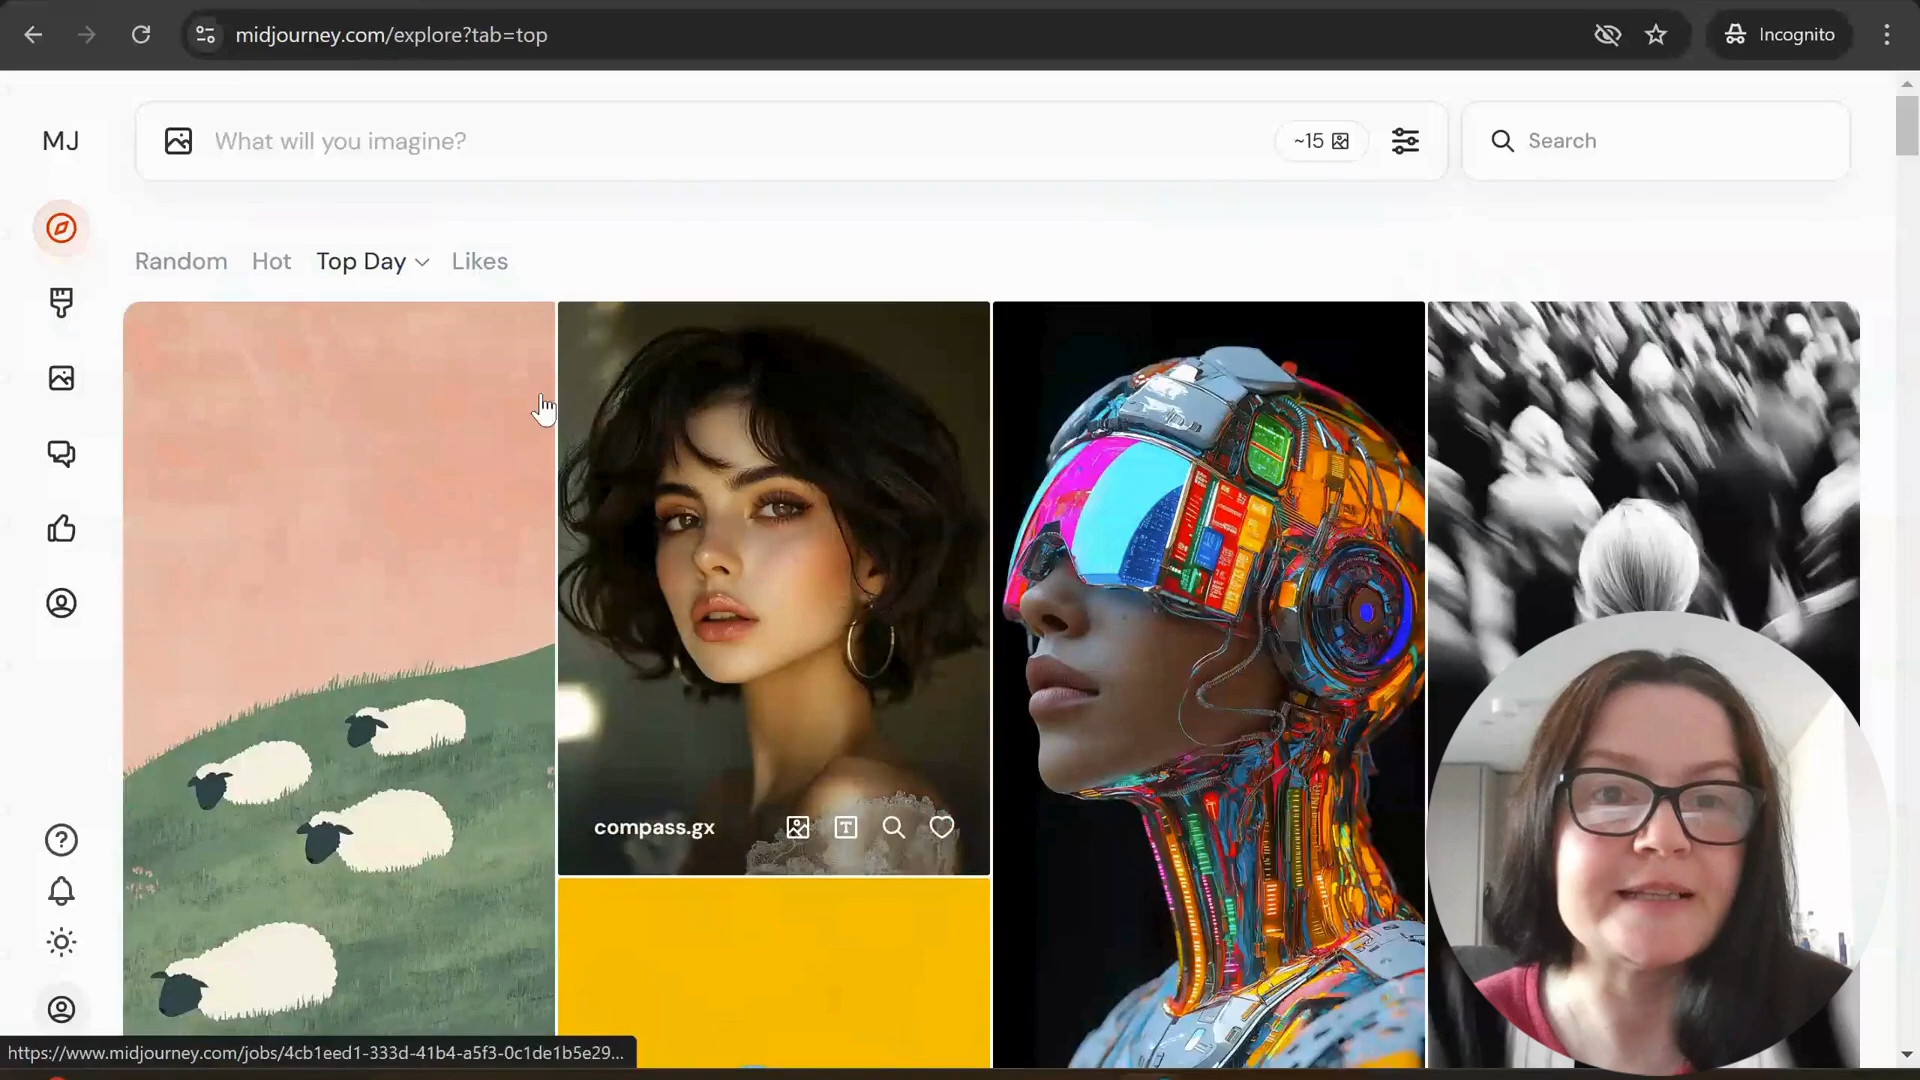 midjourney.com/explore?tab=top
Incognito
MJ
What will you imagine?
~15
Search
Random
Hot
Top Day
Likes
compass.gx
https://www.midjourney.com/jobs/4cb1eed1-333d-41b4-a5f3-0c1de1b5e29...